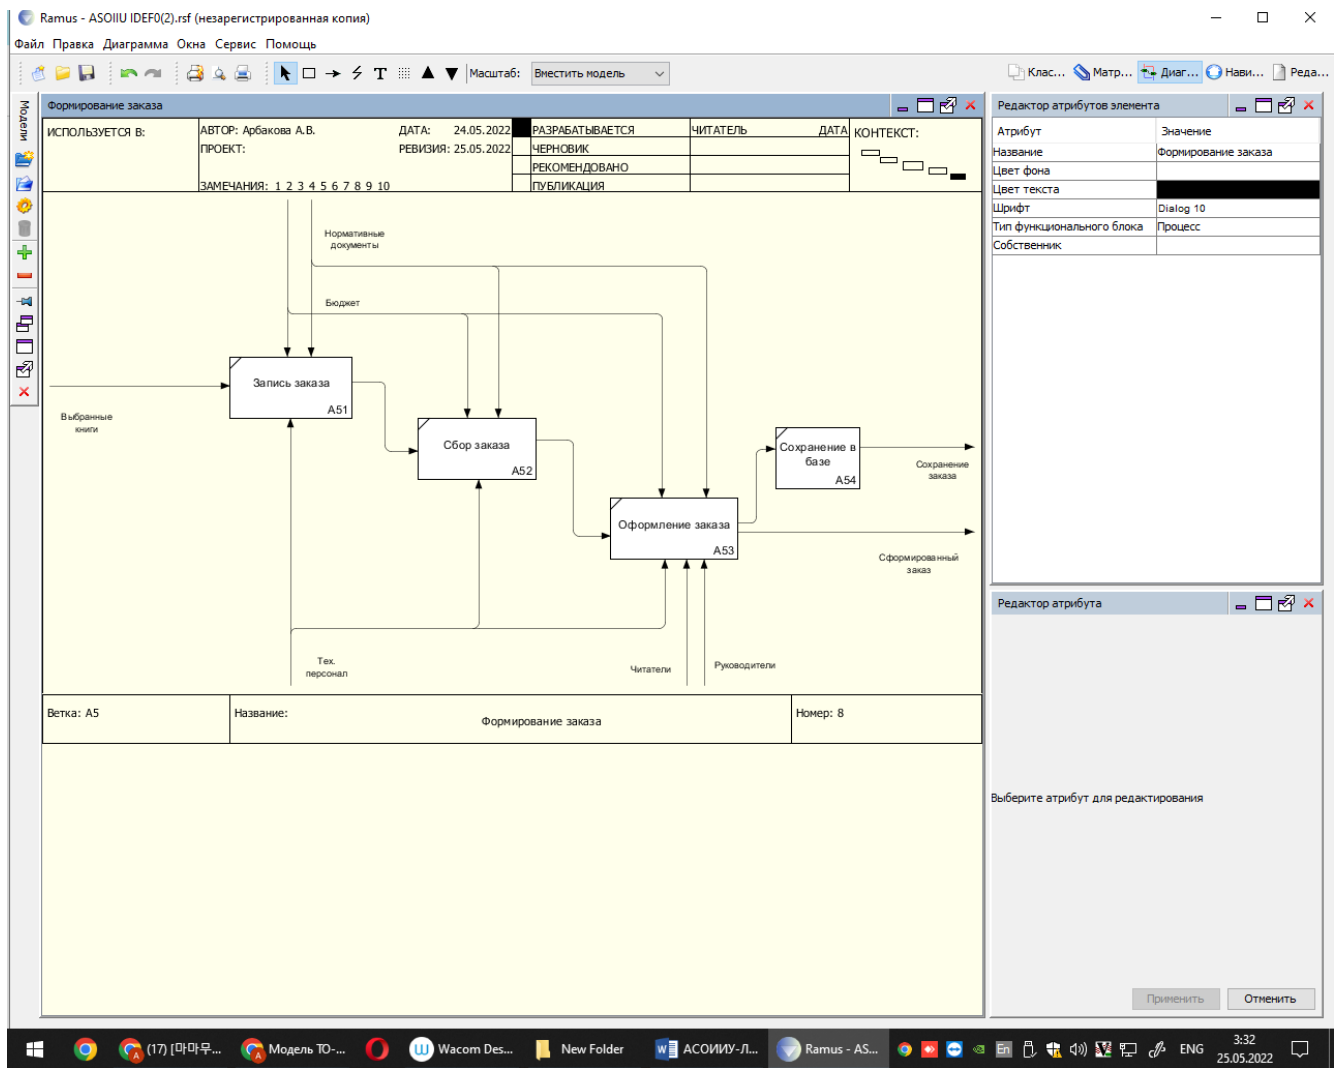 Ramus - ASOIIU IDEF0(2).rsf (незарегистрированная копия)
Файл Правка Диаграмма Окна Сервис Помощь
Масштаб: Вместить модель
Клас... Матр... Диаг... Нави... Реда...
Модели
Формирование заказа
ИСПОЛЬЗУЕТСЯ В:
АВТОР: Арбакова А.В.
ДАТА: 24.05.2022
ПРОЕКТ:
РЕВИЗИЯ: 25.05.2022
ЗАМЕЧАНИЯ: 1 2 3 4 5 6 7 8 9 10
РАЗРАБАТЫВАЕТСЯ
ЧЕРНОВИК
РЕКОМЕНДОВАНО
ПУБЛИКАЦИЯ
ЧИТАТЕЛЬ ДАТА
КОНТЕКСТ:
Нормативные
документы
Бюджет
Запись заказа
A51
Выбранные
книги
Сбор заказа
A52
Сохранение в
базе
A54
Сохранение
заказа
Оформление заказа
A53
Сформированный
заказ
Тех.
персонал
Читатели
Руководители
Ветка: A5
Название:
Формирование заказа
Номер: 8
Редактор атрибутов элемента
Атрибут Значение
Название Формирование заказа
Цвет фона
Цвет текста
Шрифт Dialog 10
Тип функционального блока Процесс
Собственник
Редактор атрибута
Выберите атрибут для редактирования
Применить Отменить
(17) [마마무...
Модель TO-...
Wacom Des...
New Folder
АСОИИУ-Л...
Ramus - AS...
En
ENG
3:32
25.05.2022